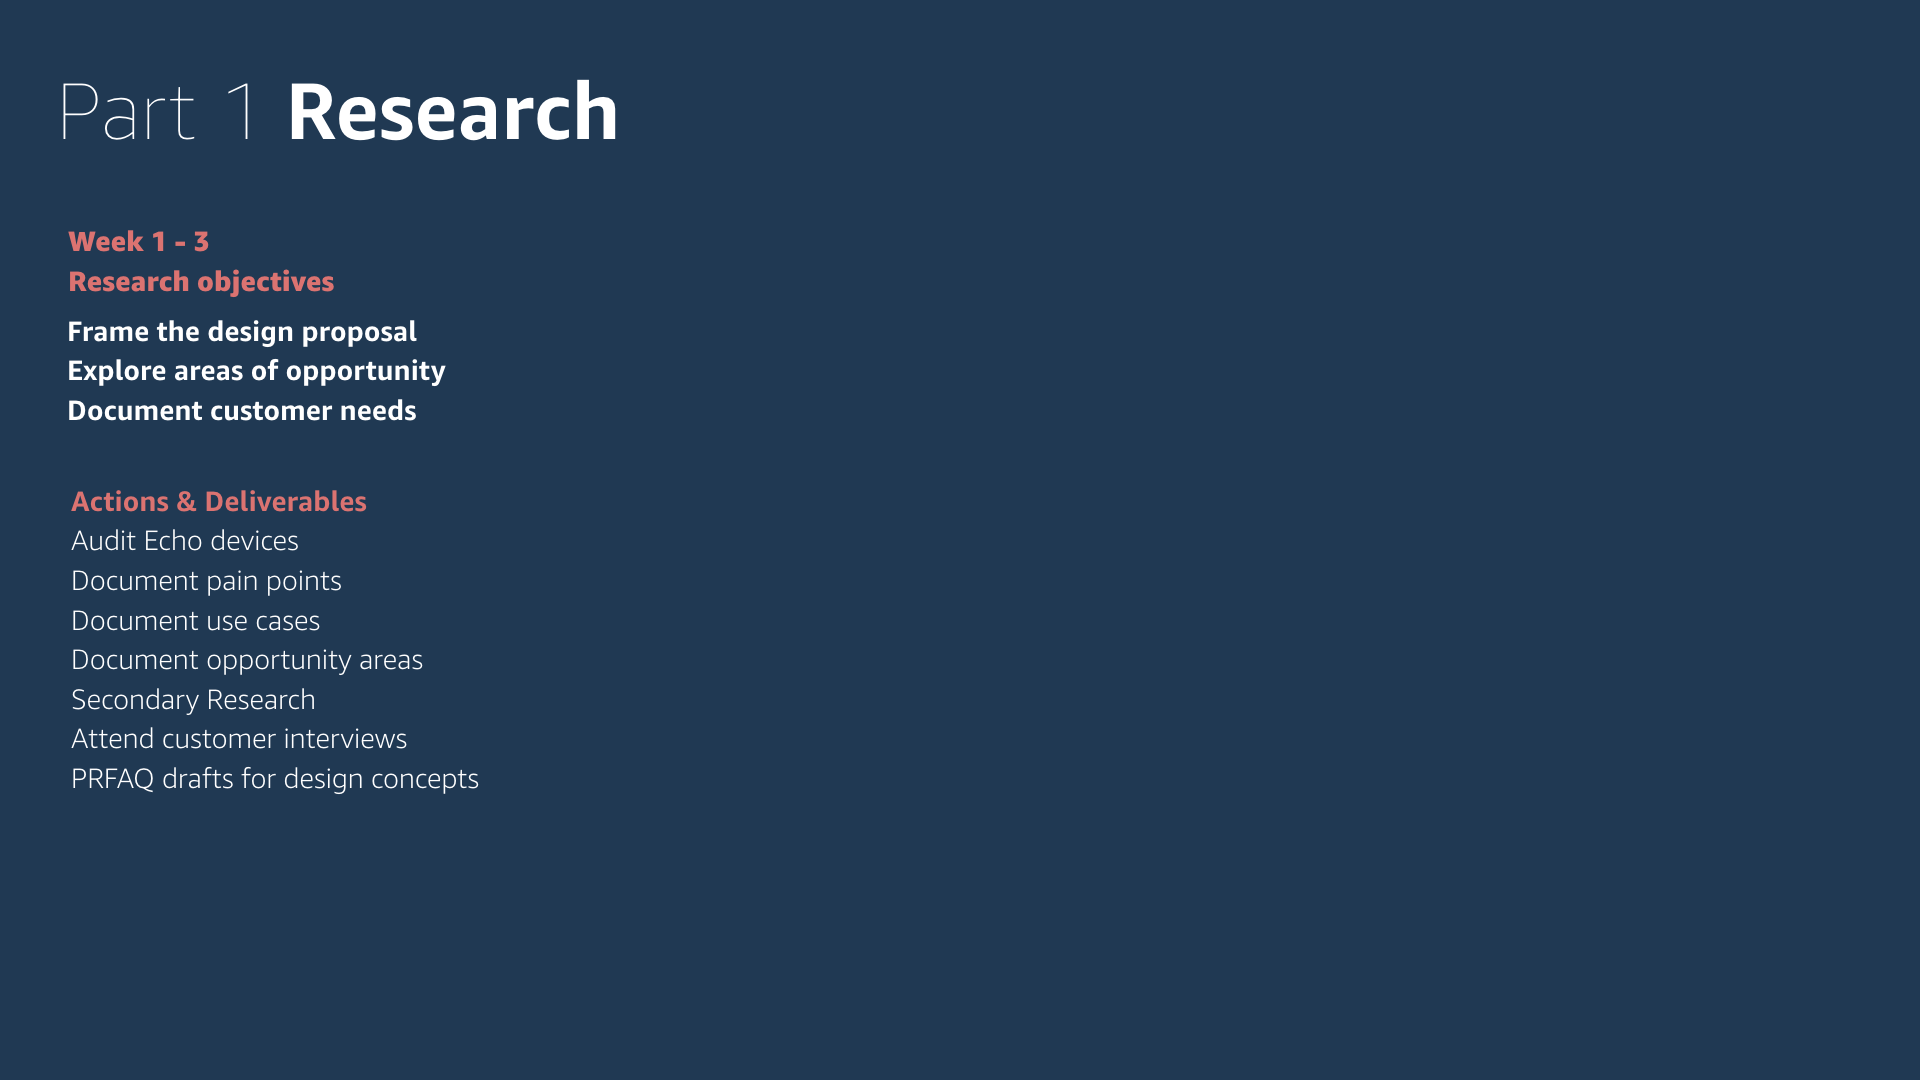 Part 1 Research
Week 1 - 3
Research objectives
Frame the design proposal
Explore areas of opportunity
Document customer needs
Actions & Deliverables
Audit Echo devices
Document pain points
Document use cases
Document opportunity areas
Secondary Research
Attend customer interviews
PRFAQ drafts for design concepts